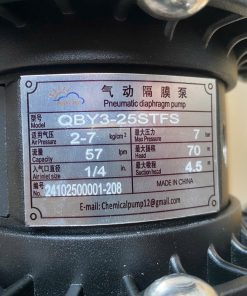 气动隔膜泵
Pneumatic diaphragm pump
型号 Model QBY3-25STFS
适用气压 Air Pressure 2-7 kg/cm² 最大压力 Max Pressure 7 bar
流量 Capacity 57 lpm 最大扬程 Max head 70 m
入气口直径 Air inlet size 1/4 in. 最大吸程 Max Suction head 4.5 m
编号 No. 24102500001-208 MADE IN CHINA
E-mail: Chemicalpump12@gmail.com